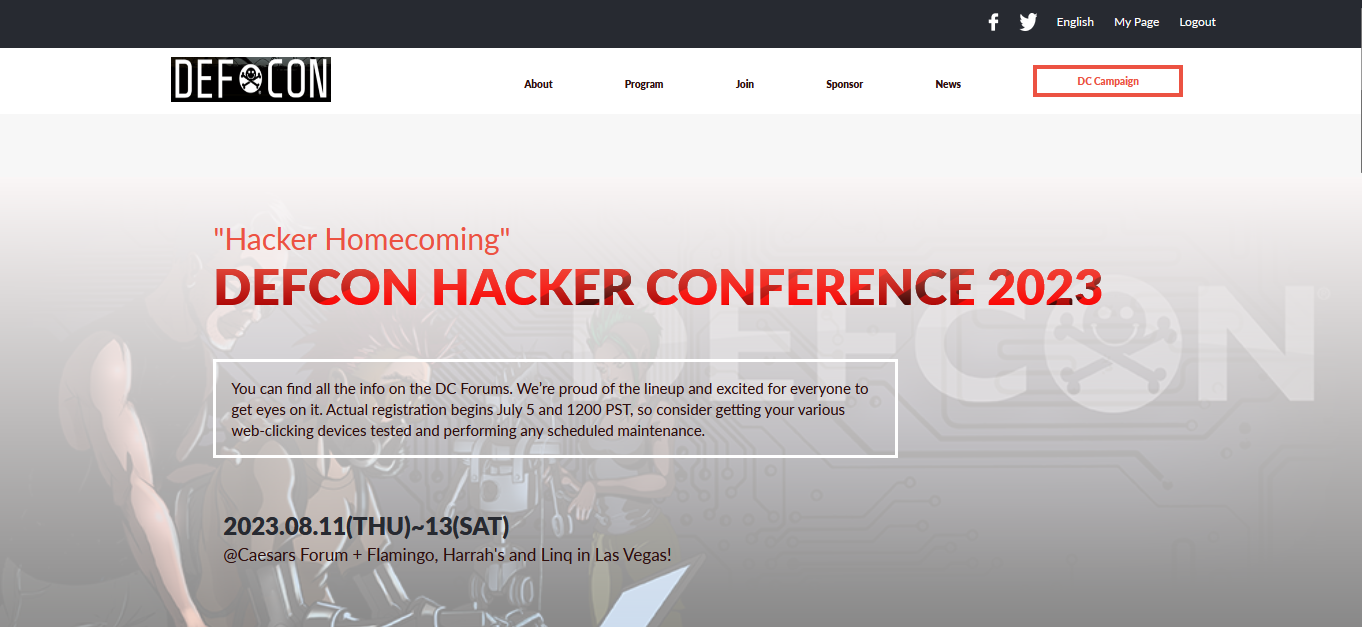 English My Page Logout
DEFCON
About Program Join Sponsor News DC Campaign
"Hacker Homecoming"
DEFCON HACKER CONFERENCE 2023
DEFCON
You can find all the info on the DC Forums. We’re proud of the lineup and excited for everyone to
get eyes on it. Actual registration begins July 5 and 1200 PST, so consider getting your various
web-clicking devices tested and performing any scheduled maintenance.
2023.08.11(THU)~13(SAT)
@Caesars Forum + Flamingo, Harrah's and Linq in Las Vegas!